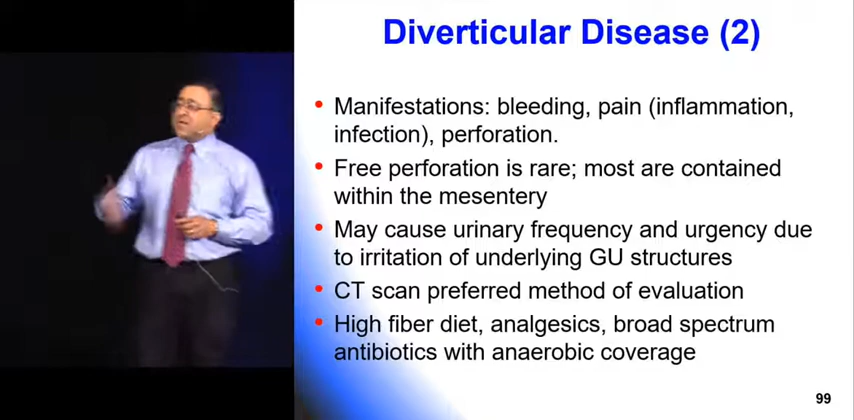 Diverticular Disease (2)
• Manifestations: bleeding, pain (inflammation,
infection), perforation.
• Free perforation is rare; most are contained
within the mesentery
• May cause urinary frequency and urgency due
to irritation of underlying GU structures
• CT scan preferred method of evaluation
• High fiber diet, analgesics, broad spectrum
antibiotics with anaerobic coverage
99